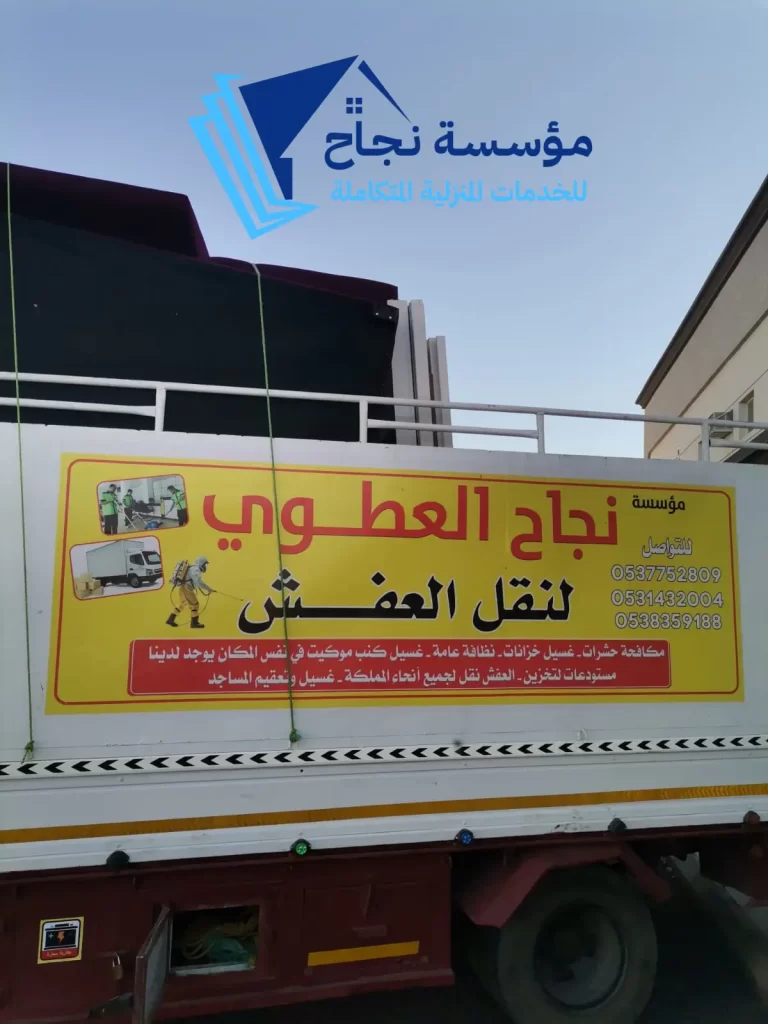 مؤسسة نجاح
للخدمات المنزلية المتكاملة
مؤسسة
نجاح العطوي
لنقل العفش
للتواصل
0537752809
0531432004
0538359188
مكافحة حشرات - غسيل خزانات - نظافة عامة - غسيل كنب موكيت في نفس المكان يوجد لدينا
مستودعات لتخزين - العفش نقل لجميع أنحاء المملكة - غسيل وتعقيم المساجد